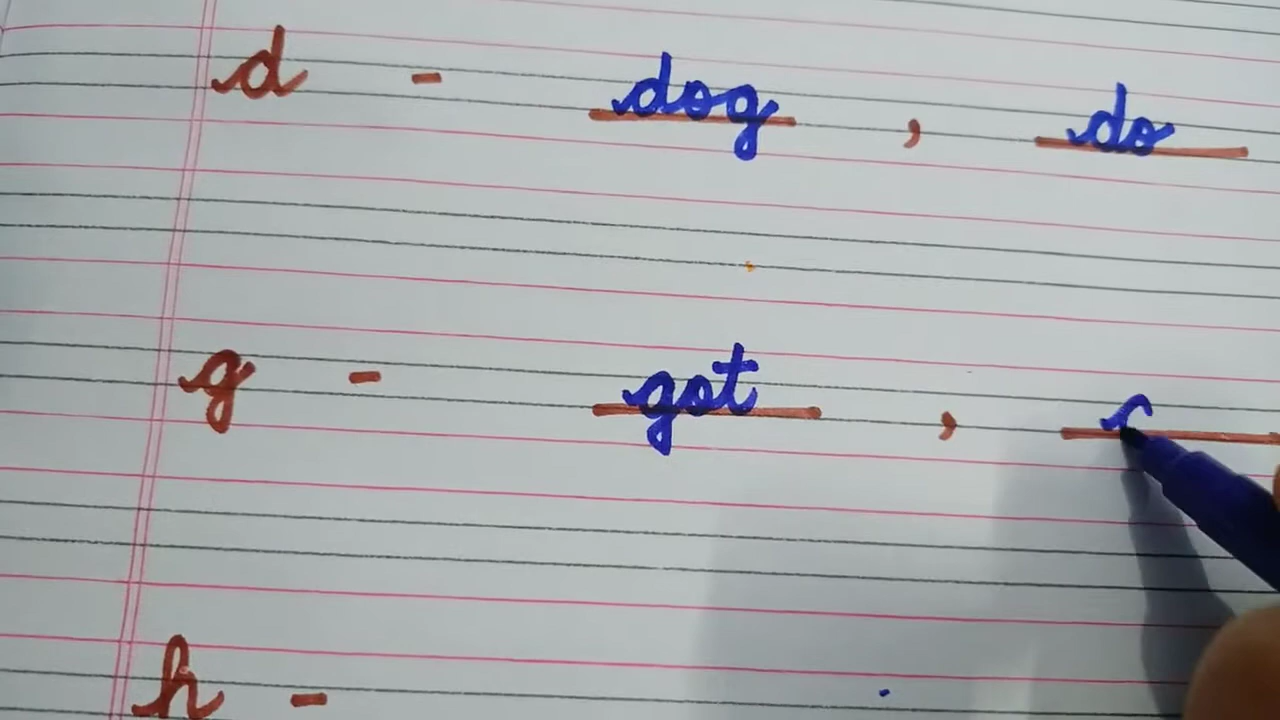 d - dog , do
g - got ,
h -